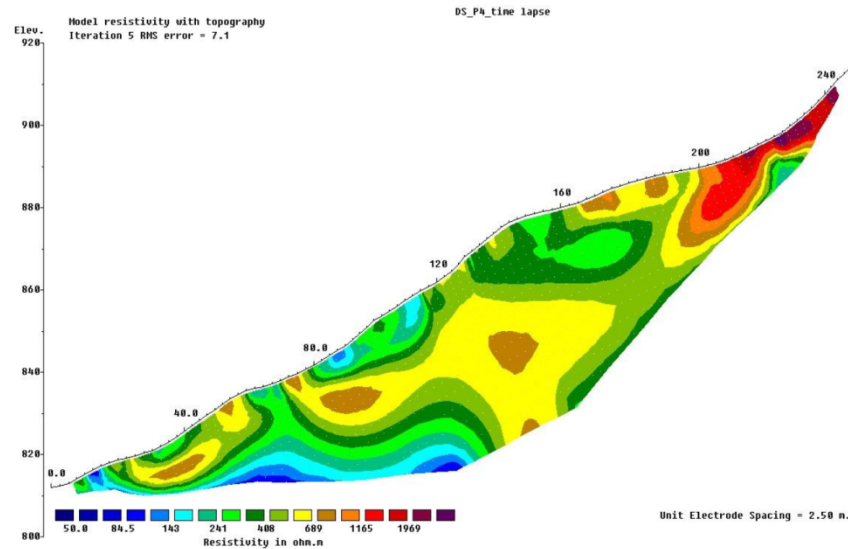 DS_P4_time lapse
Model resistivity with topography
Iteration 5 RMS error = 7.1
Elev.
920
900
880
860
840
820
800
0.0
40.0
80.0
120
160
200
240
50.0 84.5 143 241 408 689 1165 1969
Resistivity in ohm.m
Unit Electrode Spacing = 2.50 m.